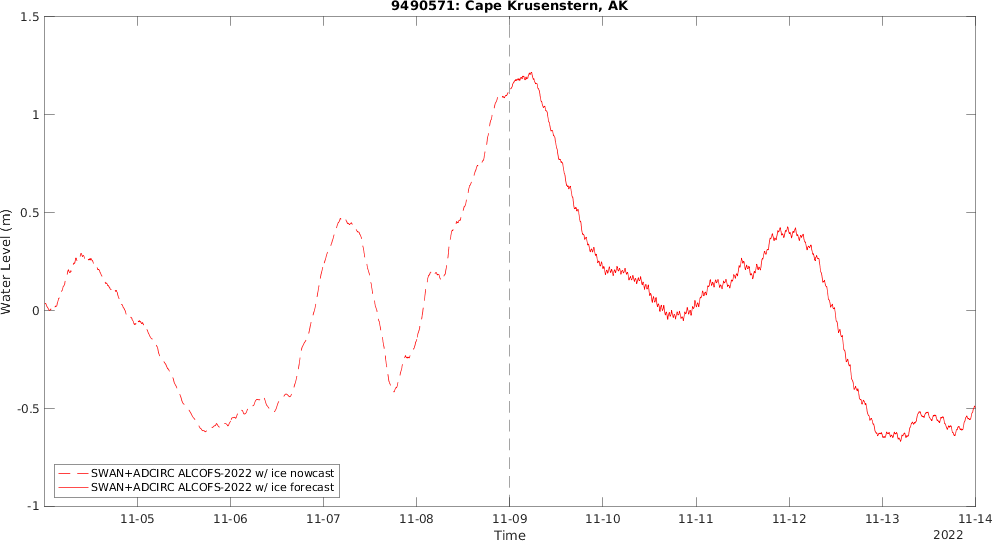 9490571: Cape Krusenstern, AK
1.5
1
0.5
0
-0.5
-1
Water Level (m)
SWAN+ADCIRC ALCOFS-2022 w/ ice nowcast
SWAN+ADCIRC ALCOFS-2022 w/ ice forecast
11-05 11-06 11-07 11-08 11-09 11-10 11-11 11-12 11-13 11-14
Time
2022